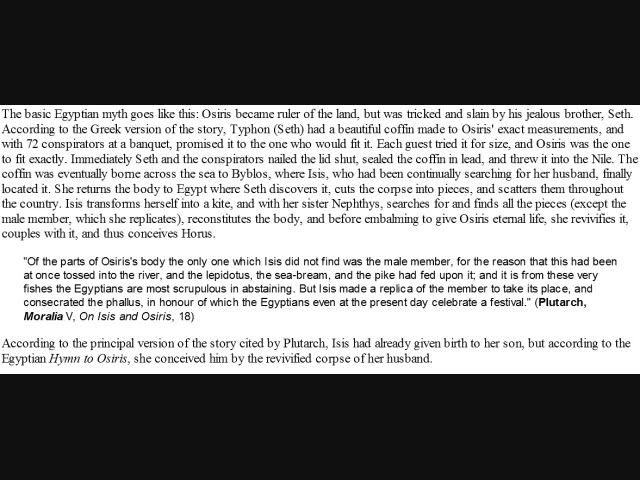 The basic Egyptian myth goes like this: Osiris became ruler of the land, but was tricked and slain by his jealous brother, Seth.
According to the Greek version of the story, Typhon (Seth) had a beautiful coffin made to Osiris' exact measurements, and
with 72 conspirators at a banquet, promised it to the one who would fit it. Each guest tried it for size, and Osiris was the one
to fit exactly. Immediately Seth and the conspirators nailed the lid shut, sealed the coffin in lead, and threw it into the Nile. The
coffin was eventually borne across the sea to Byblos, where Isis, who had been continually searching for her husband, finally
located it. She returns the body to Egypt where Seth discovers it, cuts the corpse into pieces, and scatters them throughout
the country. Isis transforms herself into a kite, and with her sister Nephthys, searches for and finds all the pieces (except the
male member, which she replicates), reconstitutes the body, and before embalming to give Osiris eternal life, she revivifies it,
couples with it, and thus conceives Horus.
"Of the parts of Osiris's body the only one which Isis did not find was the male member, for the reason that this had been
at once tossed into the river, and the lepidotus, the sea-bream, and the pike had fed upon it; and it is from these very
fishes the Egyptians are most scrupulous in abstaining. But Isis made a replica of the member to take its place, and
consecrated the phallus, in honour of which the Egyptians even at the present day celebrate a festival." (Plutarch,
Moralia V, On Isis and Osiris, 18)
According to the principal version of the story cited by Plutarch, Isis had already given birth to her son, but according to the
Egyptian Hymn to Osiris, she conceived him by the revivified corpse of her husband.